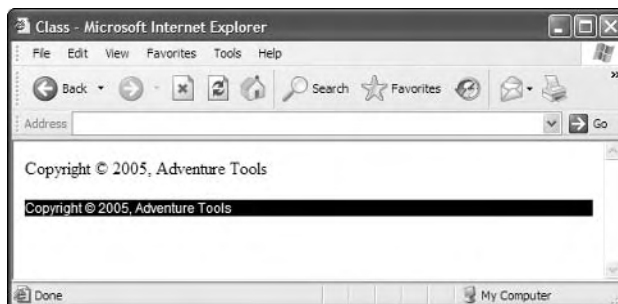 Class - Microsoft Internet Explorer
File Edit View Favorites Tools Help
Back Search Favorites
Address Go
Copyright © 2005, Adventure Tools
Copyright © 2005, Adventure Tools
Done My Computer